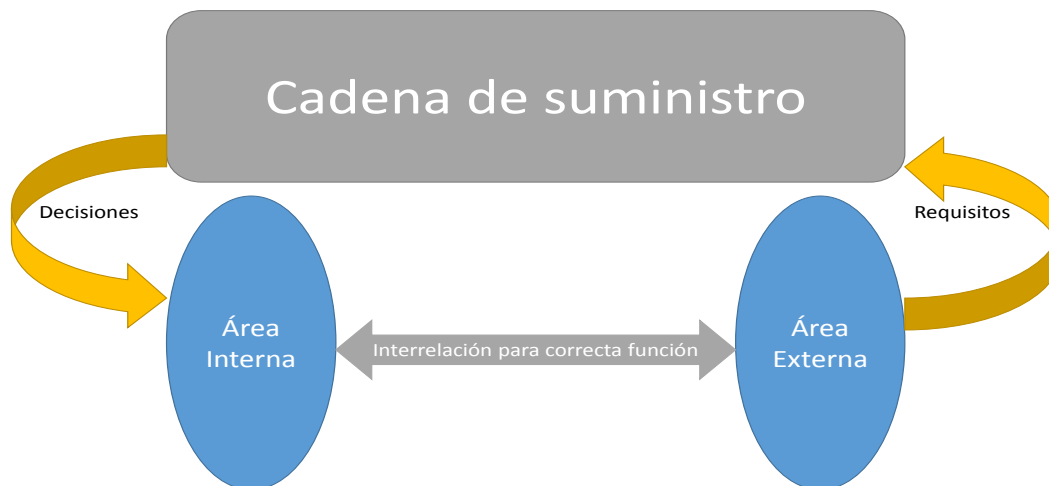 Cadena de suministro
Decisiones
Requisitos
Área
Interna
Interrelación para correcta función
Área
Externa